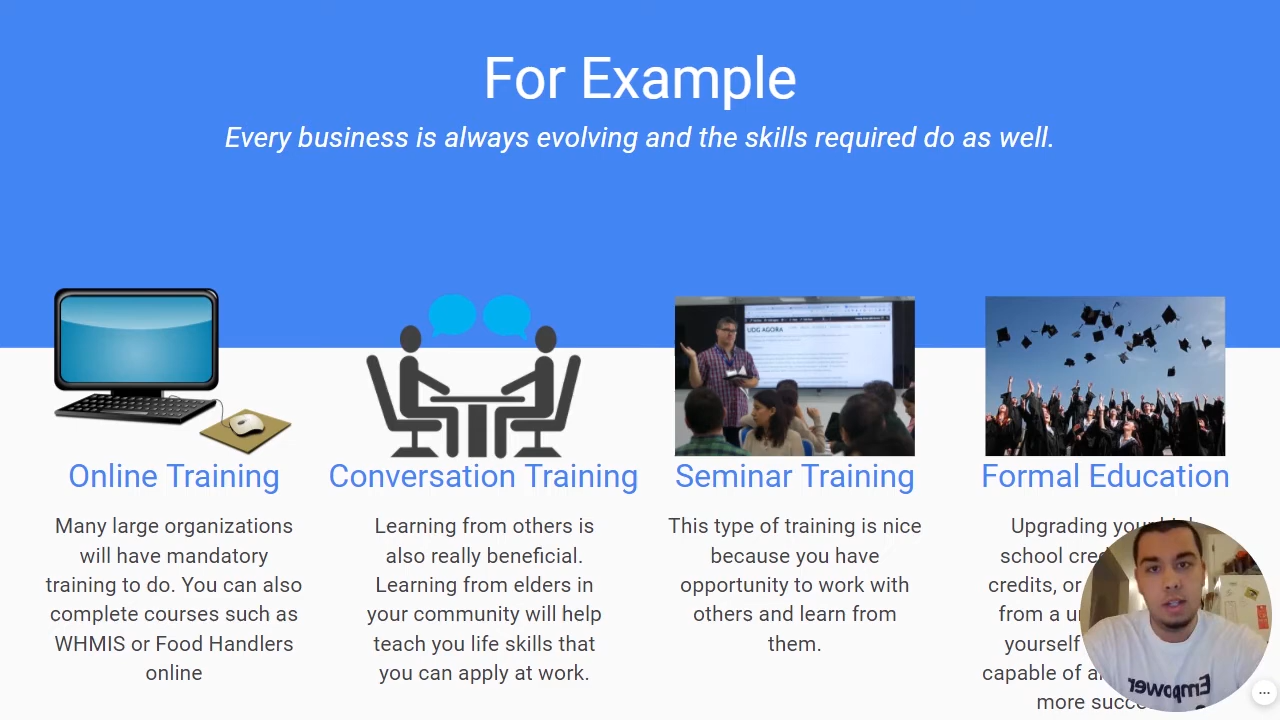 For Example
Every business is always evolving and the skills required do as well.
UDG AGORA
Online Training
Many large organizations
will have mandatory
training to do. You can also
complete courses such as
WHMIS or Food Handlers
online
Conversation Training
Learning from others is
also really beneficial.
Learning from elders in
your community will help
teach you life skills that
you can apply at work.
Seminar Training
This type of training is nice
because you have
opportunity to work with
others and learn from
them.
Formal Education
Upgrading your
school
credits, or
from a
yourself
capable of
more
Empower